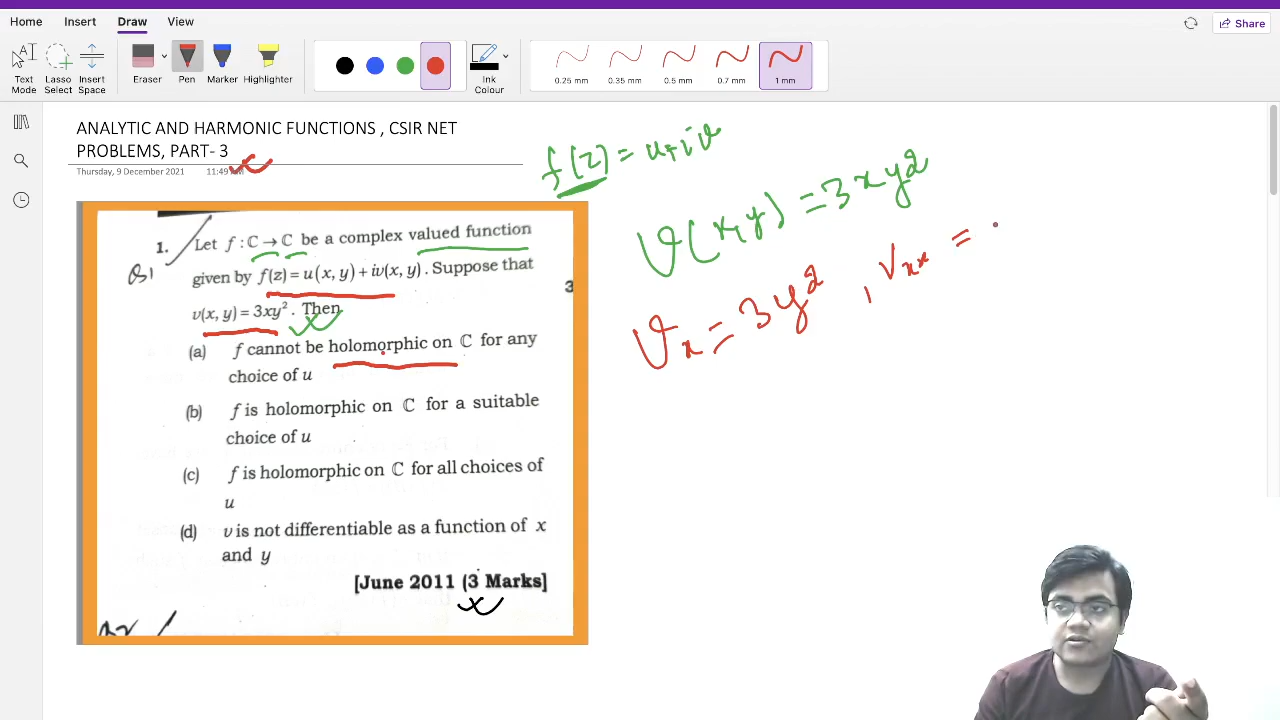 Home Insert Draw View
Share
Text Mode
Lasso Select
Insert Space
Eraser
Pen
Marker
Highlighter
Ink Colour
0.25 mm 0.35 mm 0.5 mm 0.7 mm 1 mm
ANALYTIC AND HARMONIC FUNCTIONS , CSIR NET
PROBLEMS, PART- 3
Thursday, 9 December 2021 11:49
f(z) = u+iv
v(x,y) = 3xy²
vx = 3y² , Vxx =
1. Let f : ℂ → ℂ be a complex valued function
given by f(z) = u(x, y) + iv(x, y). Suppose that
3
v(x, y) = 3xy². Then
(a) f cannot be holomorphic on ℂ for any
choice of u
(b) f is holomorphic on ℂ for a suitable
choice of u
(c) f is holomorphic on ℂ for all choices of
u
(d) v is not differentiable as a function of x
and y
[June 2011 (3 Marks]